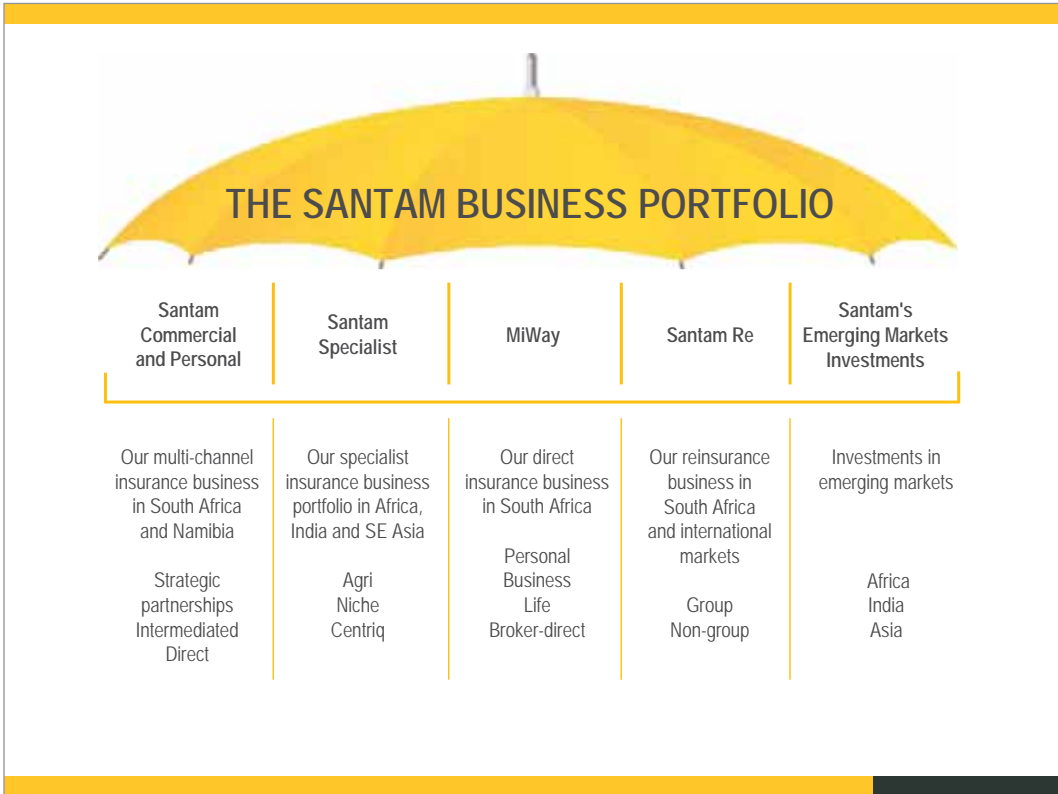 THE SANTAM BUSINESS PORTFOLIO
Santam
Commercial
and Personal
Santam
Specialist
MiWay
Santam Re
Santam's
Emerging Markets
Investments
Our multi-channel
insurance business
in South Africa
and Namibia
Strategic
partnerships
Intermediated
Direct
Our specialist
insurance business
portfolio in Africa,
India and SE Asia
Agri
Niche
Centriq
Our direct
insurance business
in South Africa
Personal
Business
Life
Broker-direct
Our reinsurance
business in
South Africa
and international
markets
Group
Non-group
Investments in
emerging markets
Africa
India
Asia